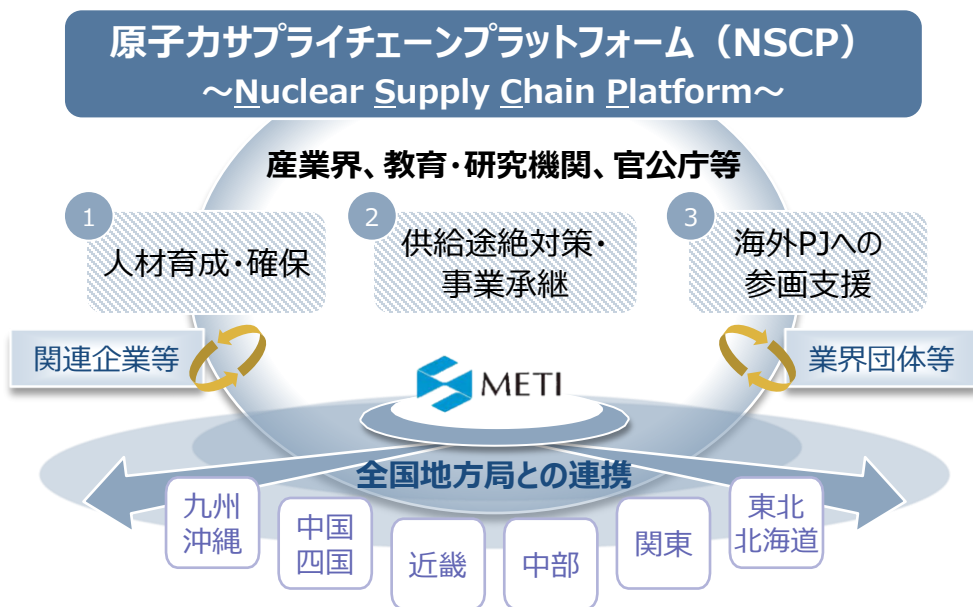 原子力サプライチェーンプラットフォーム（NSCP）
～Nuclear Supply Chain Platform～
産業界、教育・研究機関、官公庁等
1
人材育成・確保
2
供給途絶対策・
事業承継
3
海外PJへの
参画支援
関連企業等
業界団体等
METI
全国地方局との連携
九州
沖縄
中国
四国
近畿
中部
関東
東北
北海道